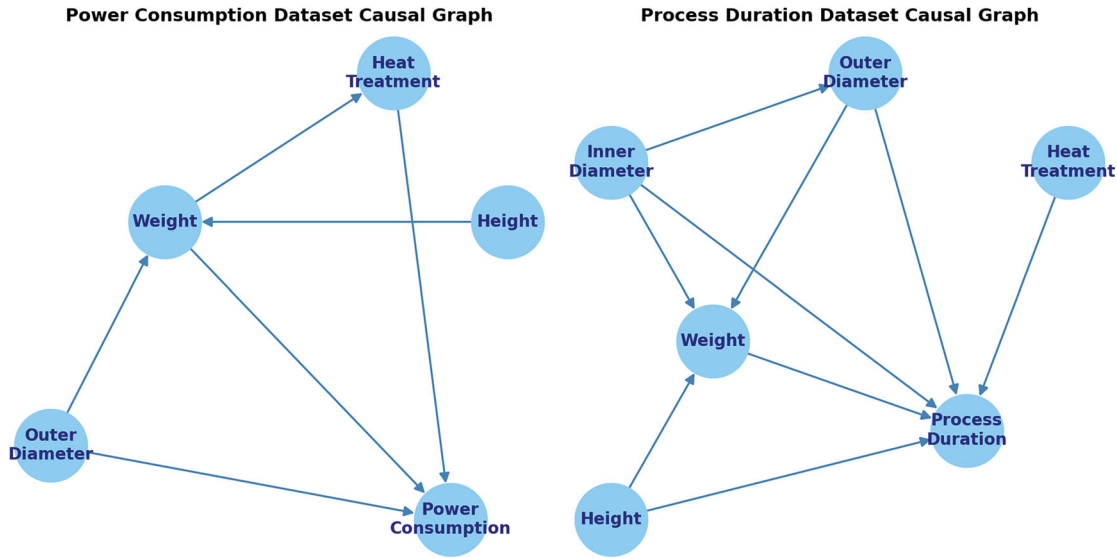 Power Consumption Dataset Causal Graph
Heat
Treatment
Weight
Height
Outer
Diameter
Power
Consumption
Process Duration Dataset Causal Graph
Outer
Diameter
Inner
Diameter
Heat
Treatment
Weight
Process
Duration
Height